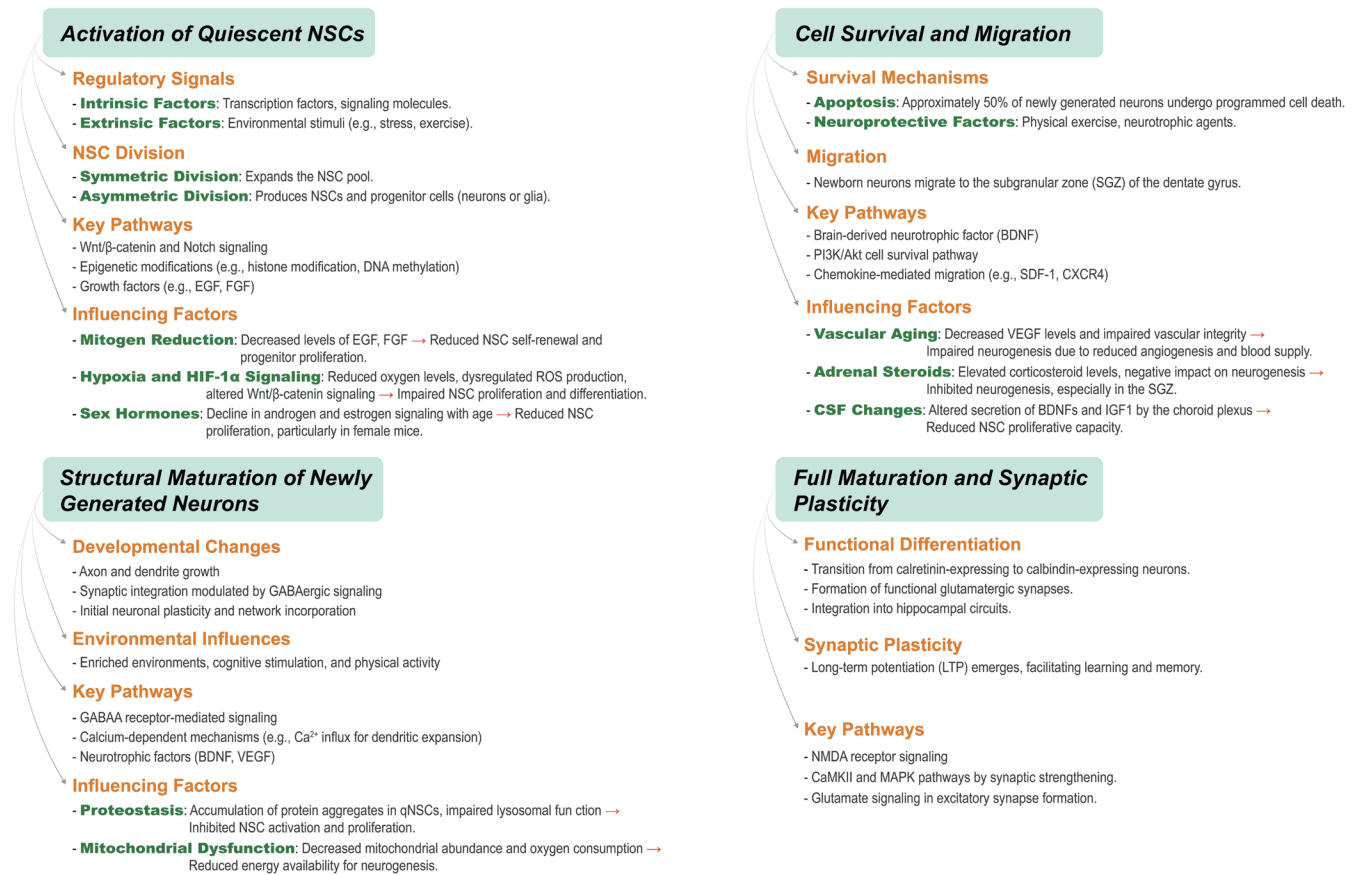 Activation of Quiescent NSCs
Regulatory Signals
- Intrinsic Factors: Transcription factors, signaling molecules.
- Extrinsic Factors: Environmental stimuli (e.g., stress, exercise).
NSC Division
- Symmetric Division: Expands the NSC pool.
- Asymmetric Division: Produces NSCs and progenitor cells (neurons or glia).
Key Pathways
- Wnt/β-catenin and Notch signaling
- Epigenetic modifications (e.g., histone modification, DNA methylation)
- Growth factors (e.g., EGF, FGF)
Influencing Factors
- Mitogen Reduction: Decreased levels of EGF, FGF → Reduced NSC self-renewal and
progenitor proliferation.
- Hypoxia and HIF-1α Signaling: Reduced oxygen levels, dysregulated ROS production,
altered Wnt/β-catenin signaling → Impaired NSC proliferation and differentiation.
- Sex Hormones: Decline in androgen and estrogen signaling with age → Reduced NSC
proliferation, particularly in female mice.
Cell Survival and Migration
Survival Mechanisms
- Apoptosis: Approximately 50% of newly generated neurons undergo programmed cell death.
- Neuroprotective Factors: Physical exercise, neurotrophic agents.
Migration
- Newborn neurons migrate to the subgranular zone (SGZ) of the dentate gyrus.
Key Pathways
- Brain-derived neurotrophic factor (BDNF)
- PI3K/Akt cell survival pathway
- Chemokine-mediated migration (e.g., SDF-1, CXCR4)
Influencing Factors
- Vascular Aging: Decreased VEGF levels and impaired vascular integrity →
Impaired neurogenesis due to reduced angiogenesis and blood supply.
- Adrenal Steroids: Elevated corticosteroid levels, negative impact on neurogenesis →
Inhibited neurogenesis, especially in the SGZ.
- CSF Changes: Altered secretion of BDNFs and IGF1 by the choroid plexus →
Reduced NSC proliferative capacity.
Structural Maturation of Newly
Generated Neurons
Developmental Changes
- Axon and dendrite growth
- Synaptic integration modulated by GABAergic signaling
- Initial neuronal plasticity and network incorporation
Environmental Influences
- Enriched environments, cognitive stimulation, and physical activity
Key Pathways
- GABAA receptor-mediated signaling
- Calcium-dependent mechanisms (e.g., Ca²⁺ influx for dendritic expansion)
- Neurotrophic factors (BDNF, VEGF)
Influencing Factors
- Proteostasis: Accumulation of protein aggregates in qNSCs, impaired lysosomal fun ction →
Inhibited NSC activation and proliferation.
- Mitochondrial Dysfunction: Decreased mitochondrial abundance and oxygen consumption →
Reduced energy availability for neurogenesis.
Full Maturation and Synaptic
Plasticity
Functional Differentiation
- Transition from calretinin-expressing to calbindin-expressing neurons.
- Formation of functional glutamatergic synapses.
- Integration into hippocampal circuits.
Synaptic Plasticity
- Long-term potentiation (LTP) emerges, facilitating learning and memory.
Key Pathways
- NMDA receptor signaling
- CaMKII and MAPK pathways by synaptic strengthening.
- Glutamate signaling in excitatory synapse formation.